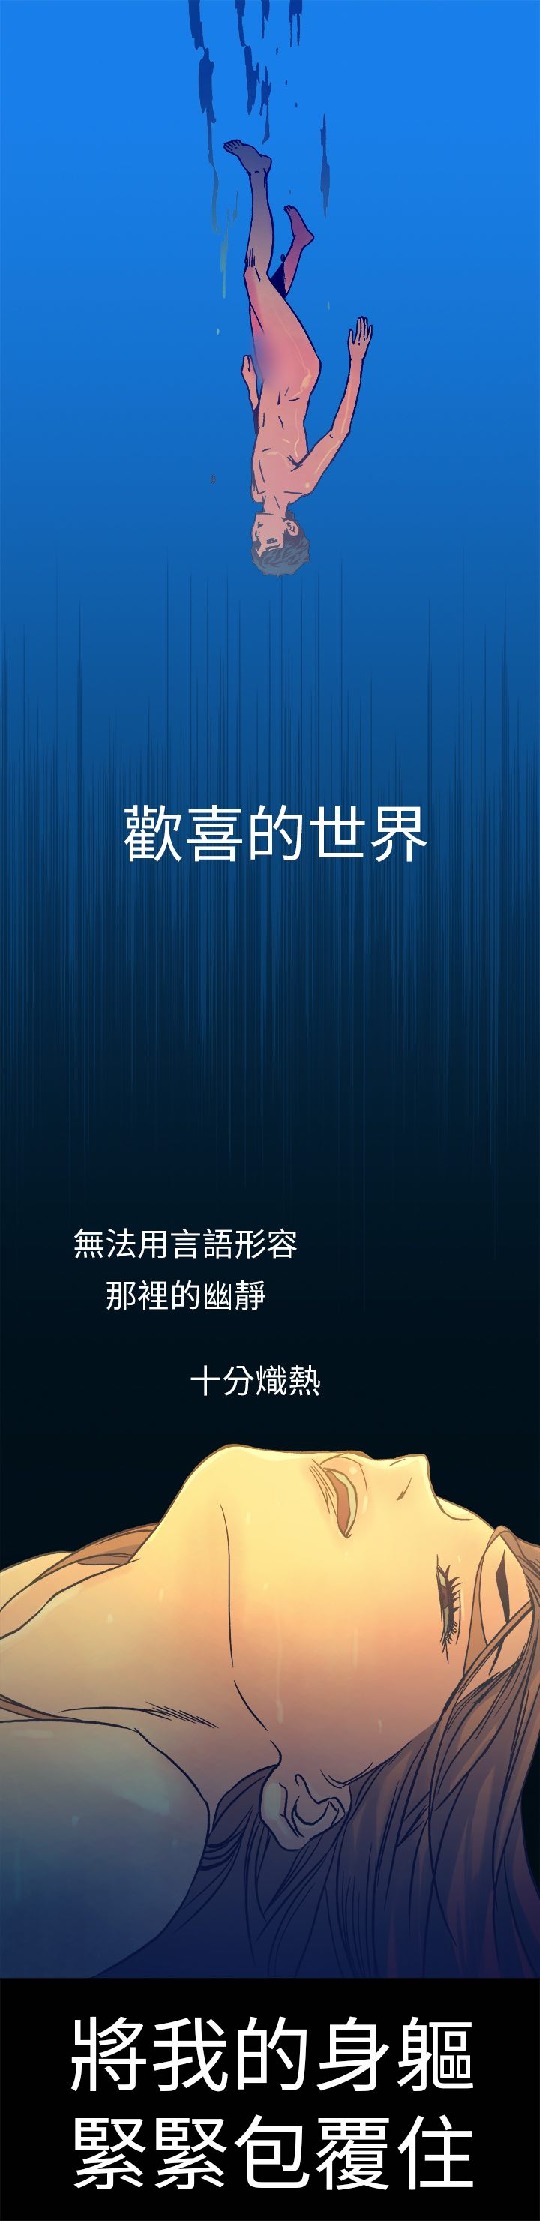 歡喜的世界
無法用言語形容
那裡的幽靜
十分熾熱
將我的身軀
緊緊包覆住